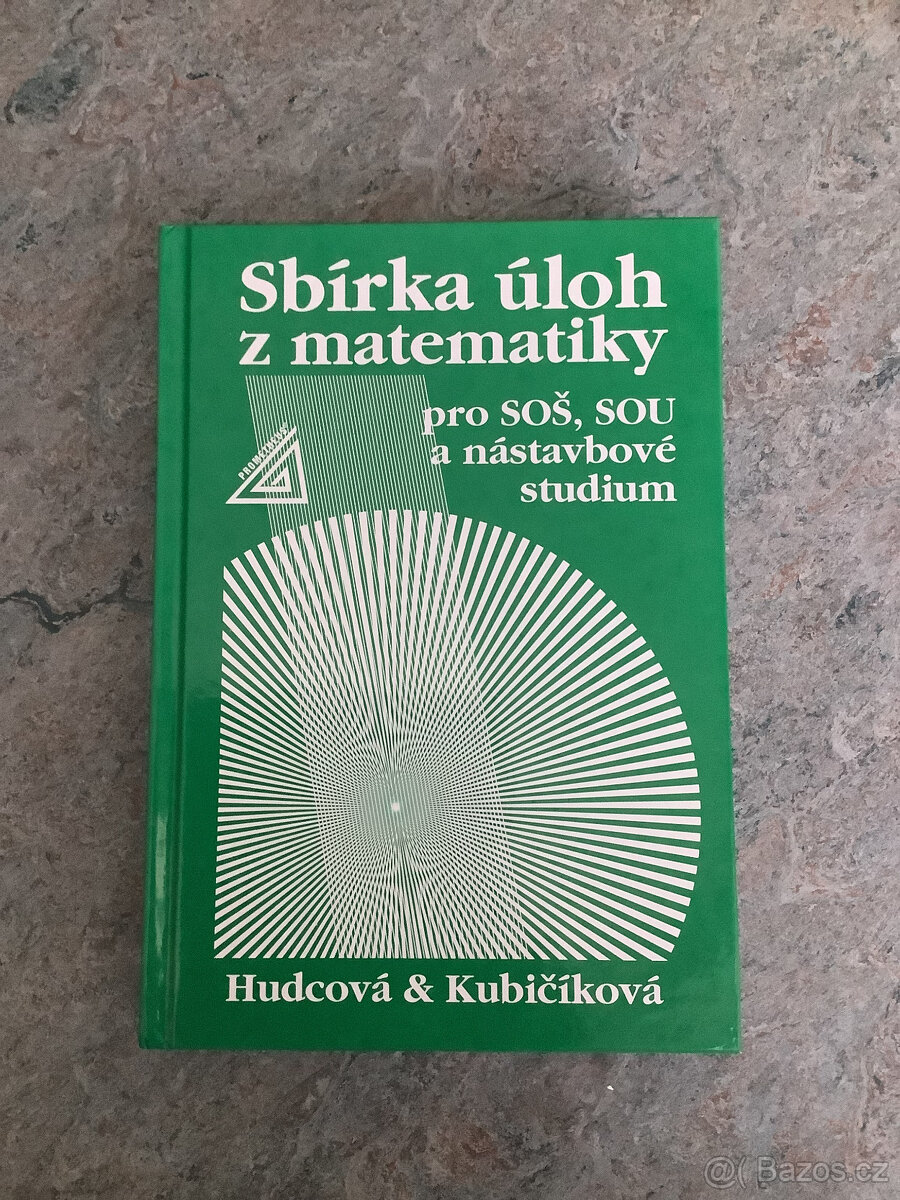 Sbírka úloh
z matematiky
pro SOŠ, SOU
a nástavbové
studium
PROMETHEUS
Hudcová & Kubičíková
@( Bazos.cz